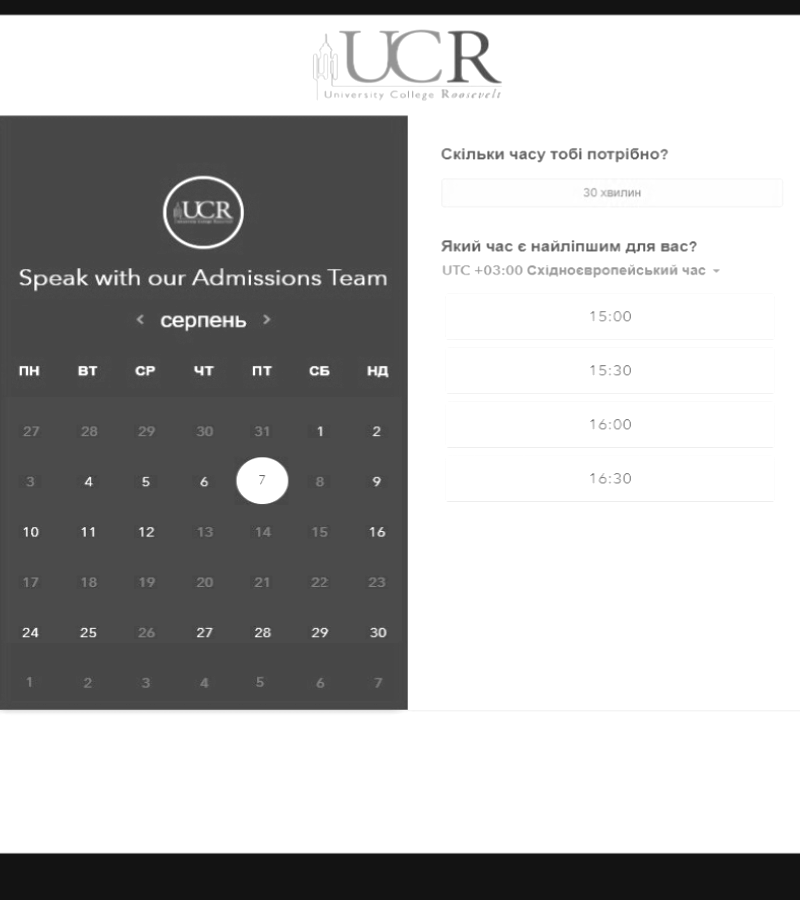 UCR
University College Roosevelt
UCR
Speak with our Admissions Team
< серпень >
ПН ВТ СР ЧТ ПТ СБ НД
27 28 29 30 31 1 2
3 4 5 6 7 8 9
10 11 12 13 14 15 16
17 18 19 20 21 22 23
24 25 26 27 28 29 30
1 2 3 4 5 6 7
Скільки часу тобі потрібно?
30 хвилин
Який час є найліпшим для вас?
UTC +03:00 Східноєвропейський час
15:00
15:30
16:00
16:30